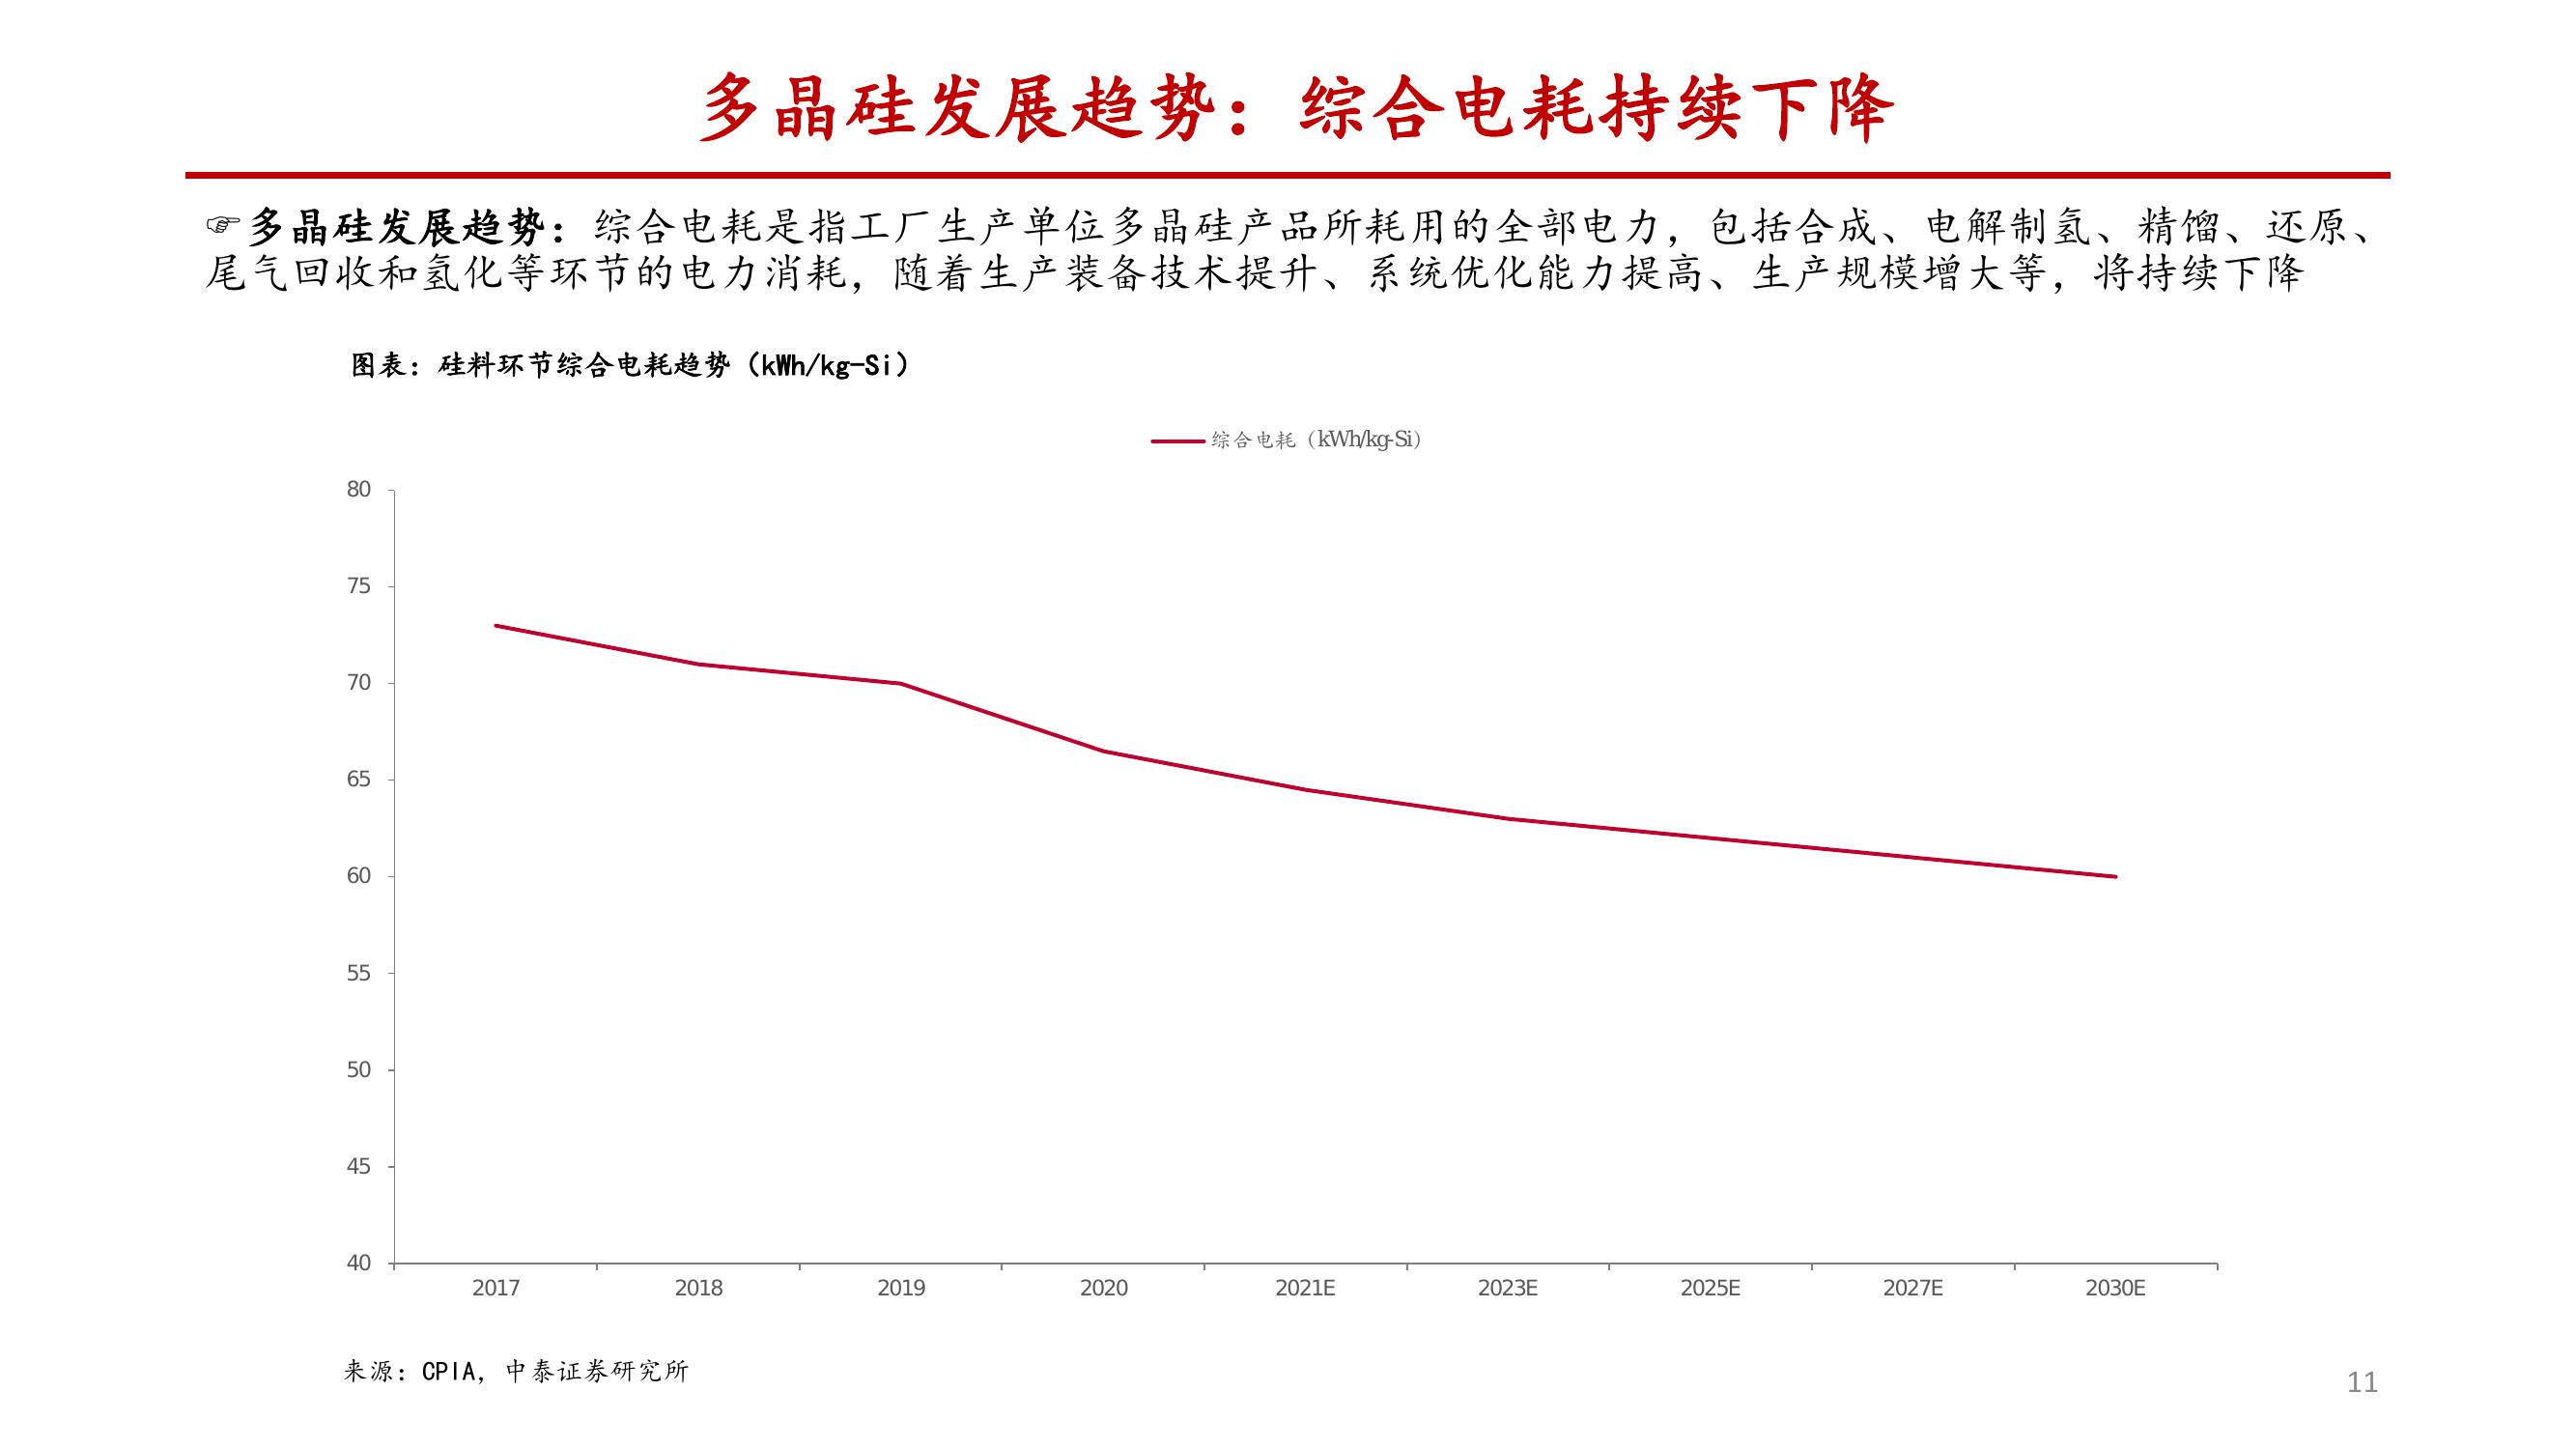 多晶硅发展趋势：综合电耗持续下降
☞多晶硅发展趋势：综合电耗是指工厂生产单位多晶硅产品所耗用的全部电力，包括合成、电解制氢、精馏、还原、
尾气回收和氢化等环节的电力消耗，随着生产装备技术提升、系统优化能力提高、生产规模增大等，将持续下降
图表：硅料环节综合电耗趋势（kWh/kg-Si）
综合电耗（kWh/kg-Si）
80
75
70
65
60
55
50
45
40
2017 2018 2019 2020 2021E 2023E 2025E 2027E 2030E
来源：CPIA，中泰证券研究所
11